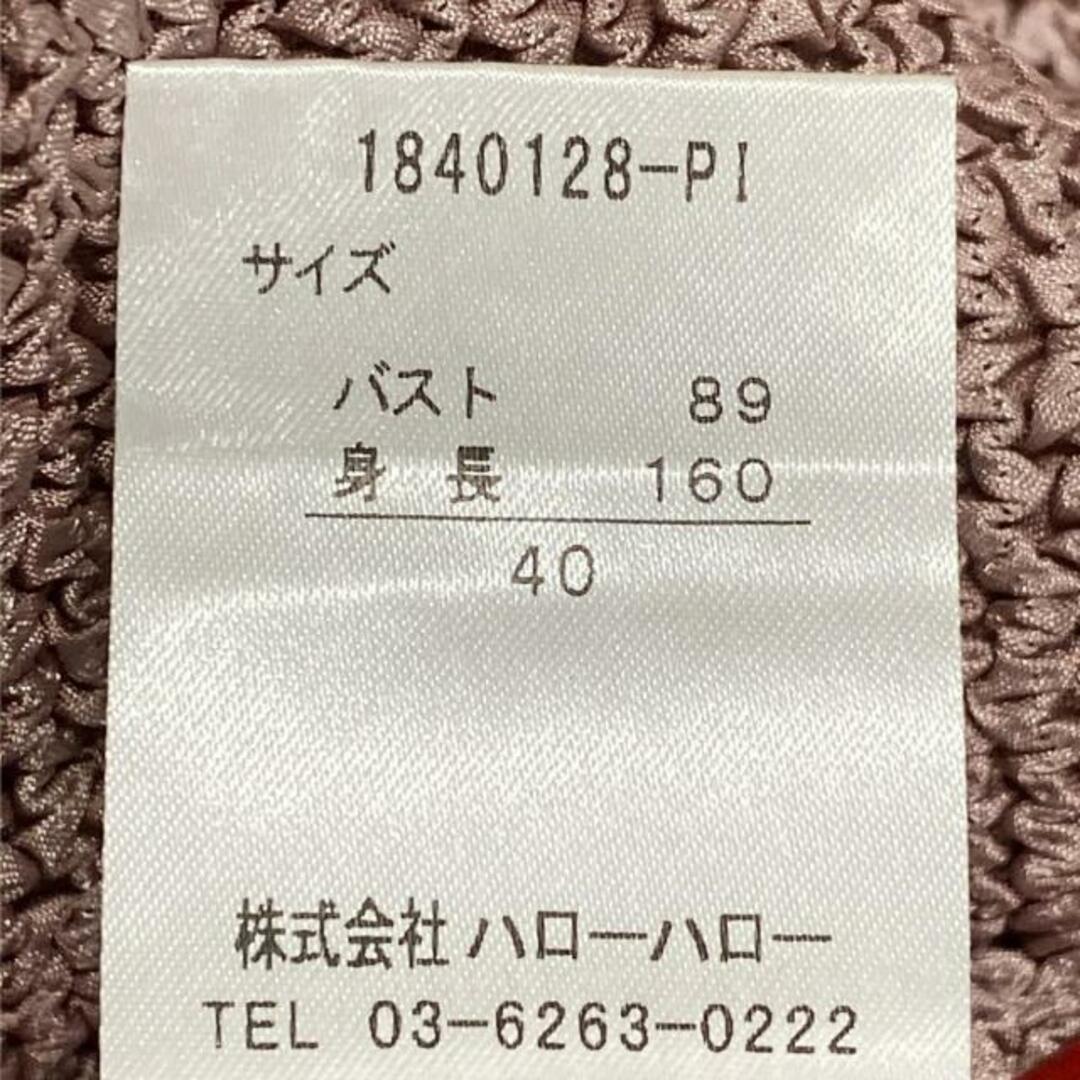 1840128-PI
サイズ
バスト 89
身 長 160
40
株式会社 ハローハロー
TEL 03-6263-0222